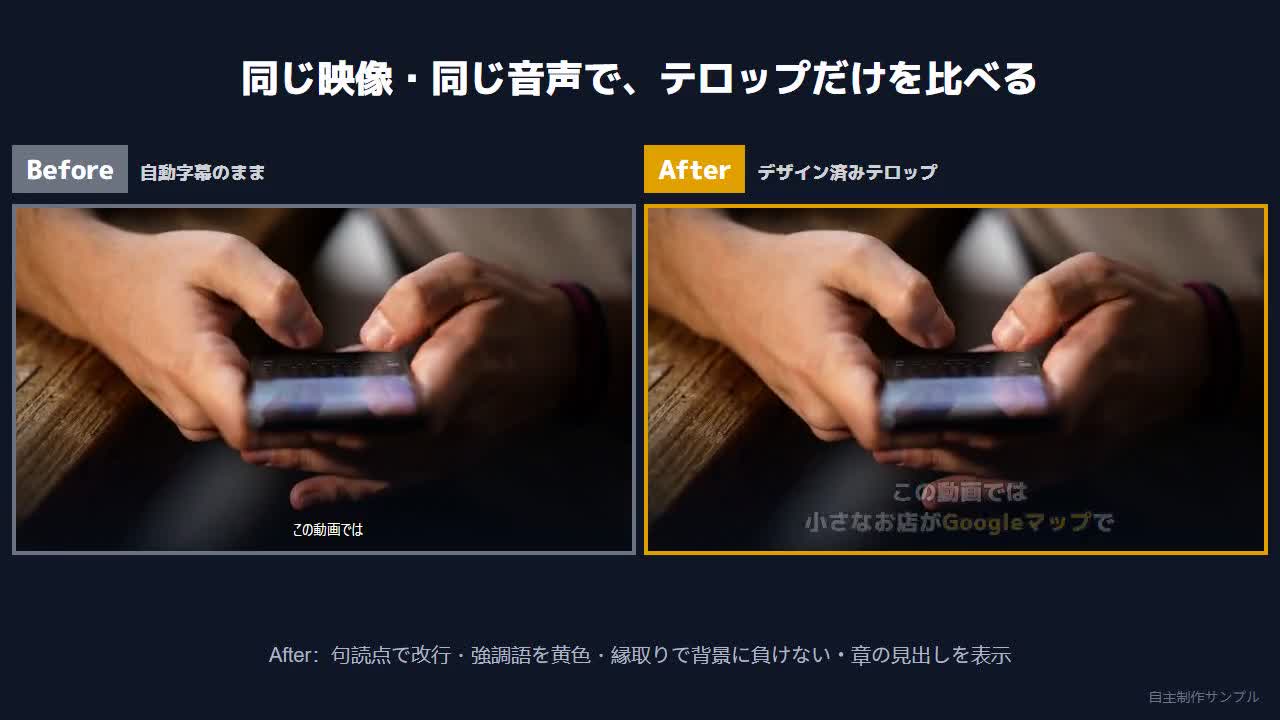 同じ映像・同じ音声で、テロップだけを比べる
Before 自動字幕のまま
After デザイン済みテロップ
この動画では
この動画では
小さなお店がGoogleマップで
After：句読点で改行・強調語を黄色・縁取りで背景に負けない・章の見出しを表示
自主制作サンプル